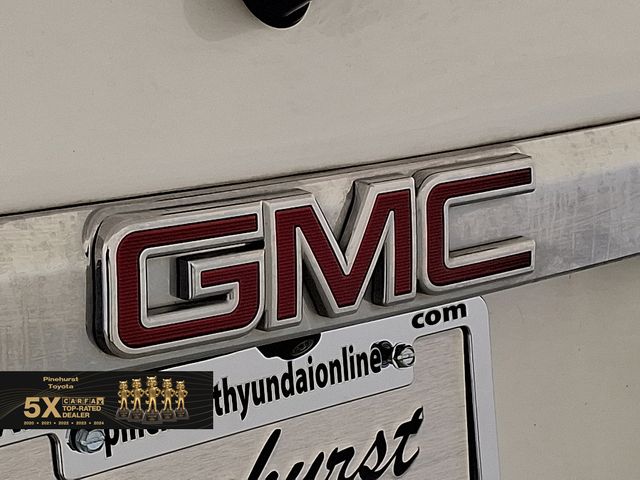 GMC
com
thyundaionline
Pinehurst
Toyota
5X
CARFAX
TOP-RATED
DEALER
2020 • 2021 • 2022 • 2023 • 2024
hurst